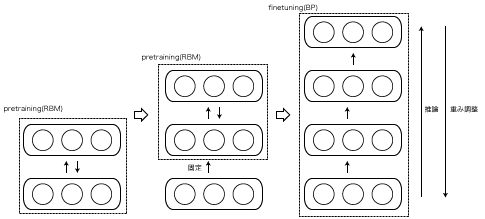 finetuning(BP)
pretraining(RBM)
pretraining(RBM)
固定
推論
重み調整